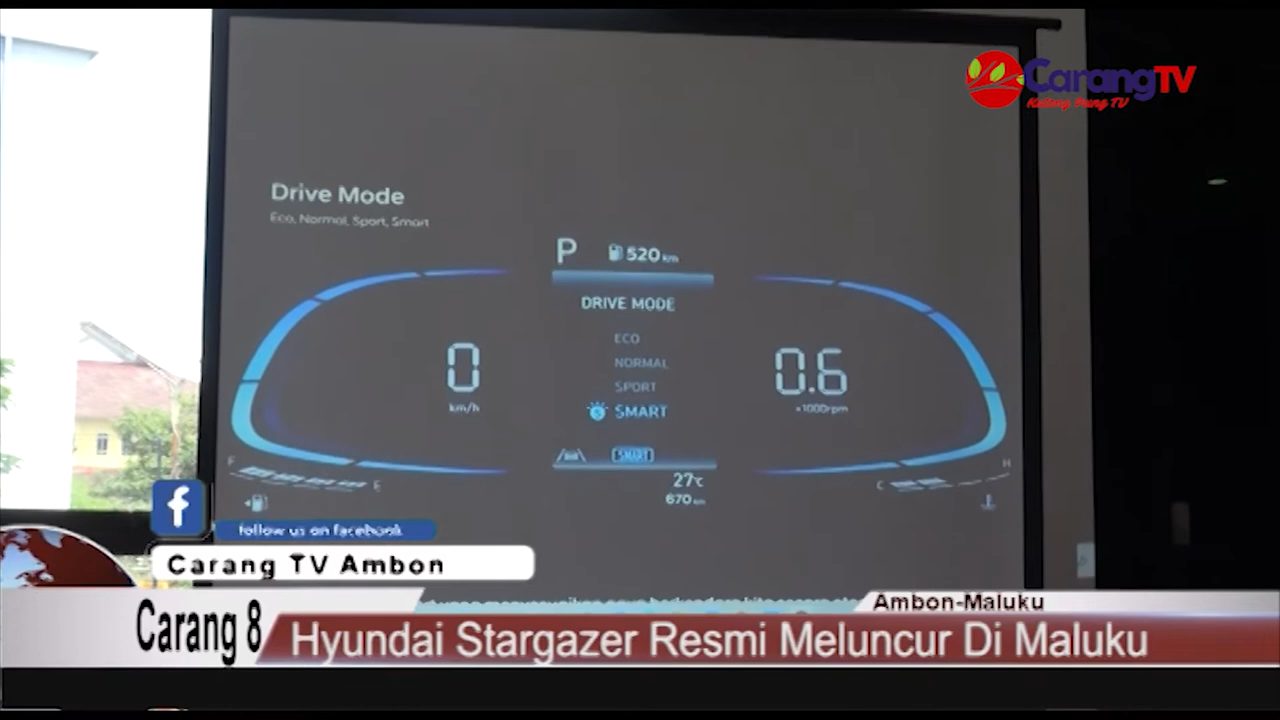 CarangTV
Drive Mode
Eco, Normal, Sport, Smart
P
520 km
DRIVE MODE
ECO
NORMAL
SPORT
SMART
0
km/h
0.6
×1000rpm
SMART
27°C
670 km
F
E
C
H
f
follow us on facebook
Carang TV Ambon
Ambon-Maluku
Carang 8
Hyundai Stargazer Resmi Meluncur Di Maluku